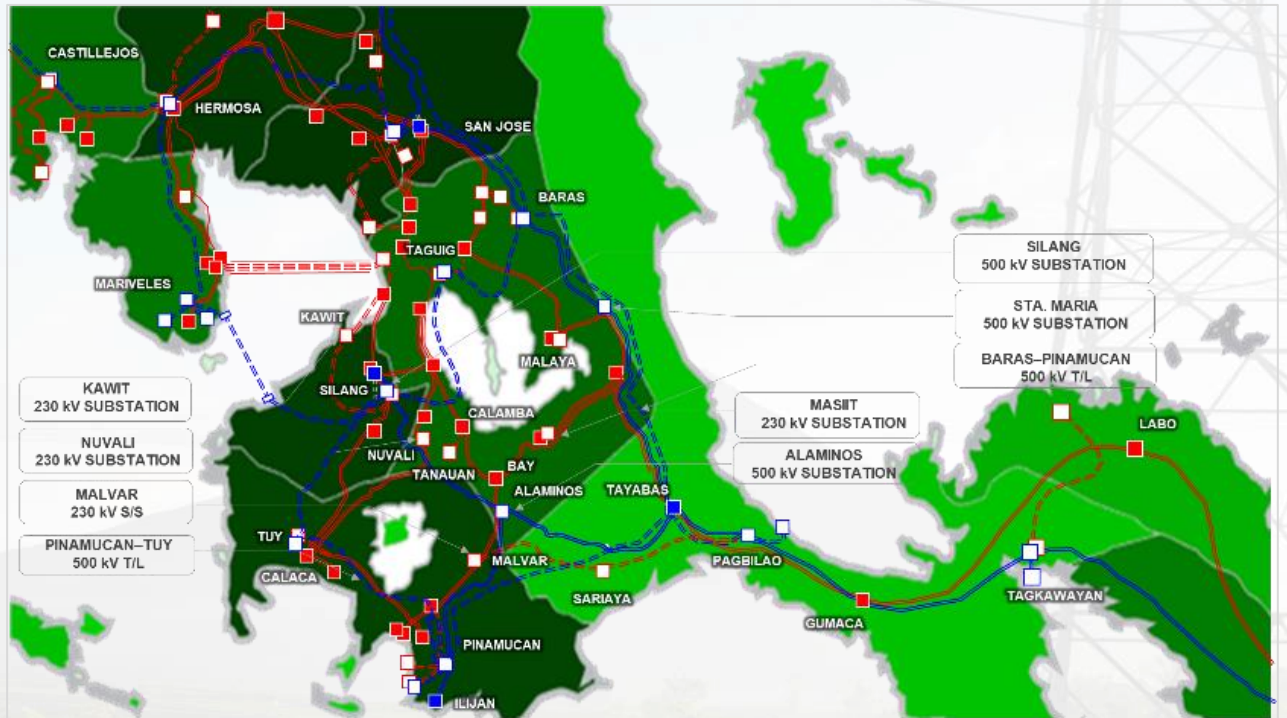 CASTILLEJOS
HERMOSA
SAN JOSE
BARAS
TAGUIG
SILANG
500 kV SUBSTATION
MARIVELES
STA. MARIA
500 kV SUBSTATION
KAWIT
MALAYA
BARAS–PINAMUCAN
500 kV T/L
SILANG
KAWIT
230 kV SUBSTATION
MASIIT
230 kV SUBSTATION
CALAMBA
LABO
NUVALI
230 kV SUBSTATION
NUVALI
TANAUAN
BAY
ALAMINOS
500 kV SUBSTATION
MALVAR
230 kV S/S
ALAMINOS
TAYABAS
TUY
PINAMUCAN–TUY
500 kV T/L
MALVAR
PAGBILAO
CALACA
SARIAYA
TAGKAWAYAN
GUMACA
PINAMUCAN
ILIJAN